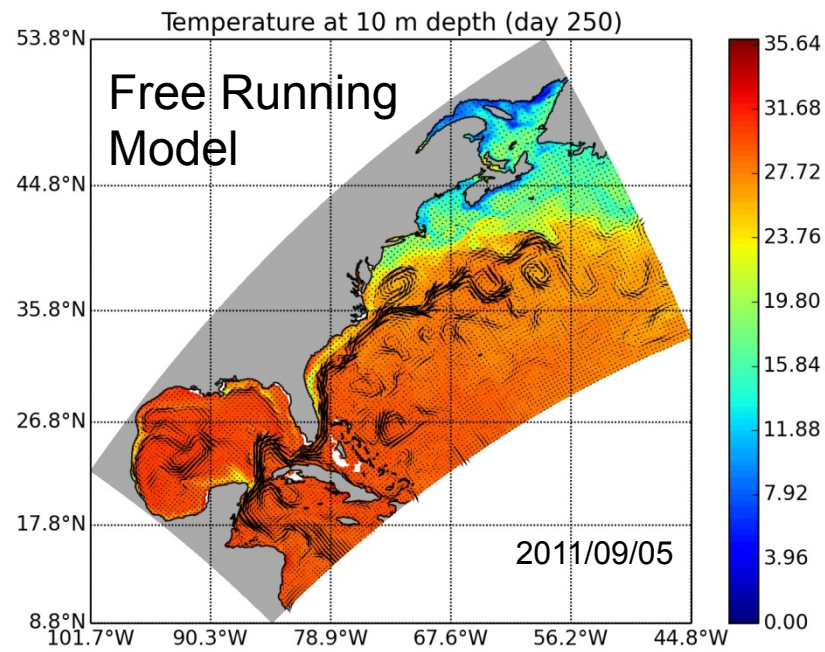 Temperature at 10 m depth (day 250)
Free Running
Model
2011/09/05
53.8°N
44.8°N
35.8°N
26.8°N
17.8°N
8.8°N
101.7°W 90.3°W 78.9°W 67.6°W 56.2°W 44.8°W
35.64
31.68
27.72
23.76
19.80
15.84
11.88
7.92
3.96
0.00